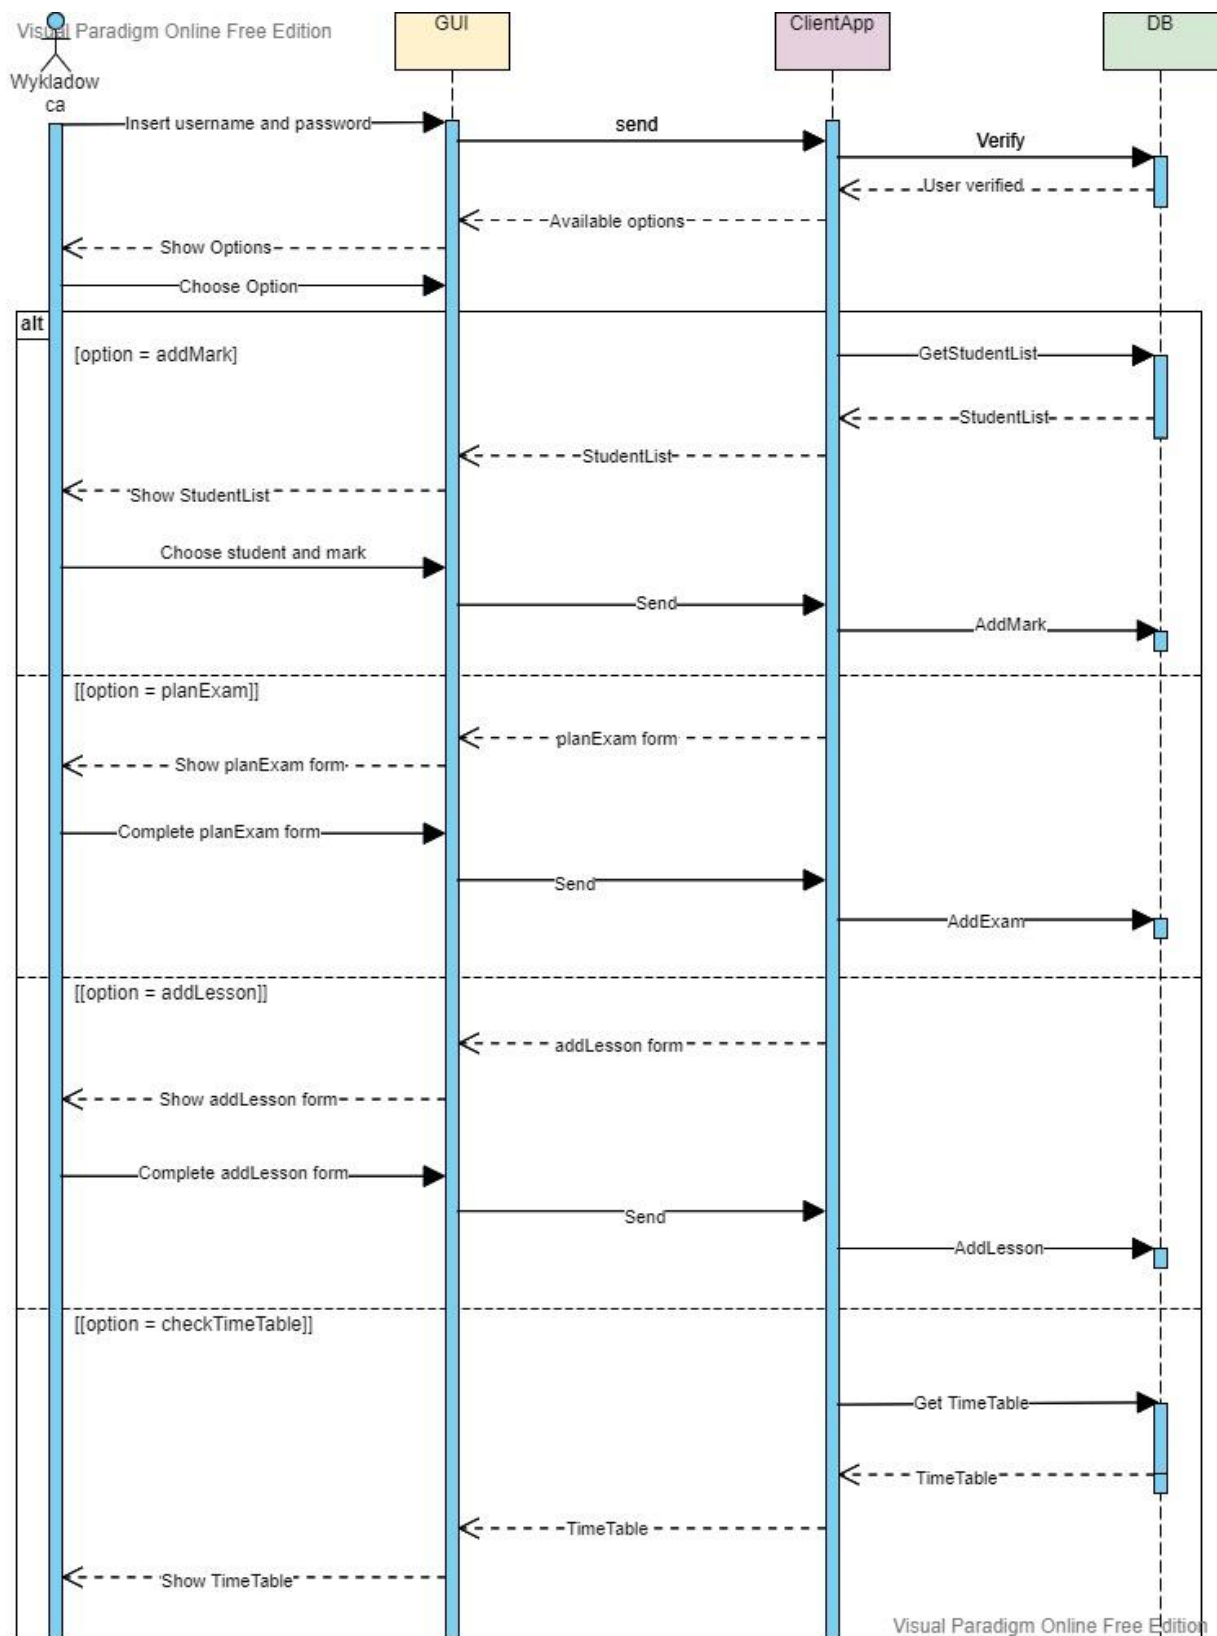 Visual Paradigm Online Free Edition
GUI
ClientApp
DB
Wykladow
ca
Insert username and password
send
Verify
User verified
Available options
Show Options
Choose Option
alt
[option = addMark]
GetStudentList
StudentList
StudentList
Show StudentList
Choose student and mark
Send
AddMark
[[option = planExam]]
planExam form
Show planExam form
Complete planExam form
Send
AddExam
[[option = addLesson]]
addLesson form
Show addLesson form
Complete addLesson form
Send
AddLesson
[[option = checkTimeTable]]
Get TimeTable
TimeTable
TimeTable
Show TimeTable
Visual Paradigm Online Free Edition